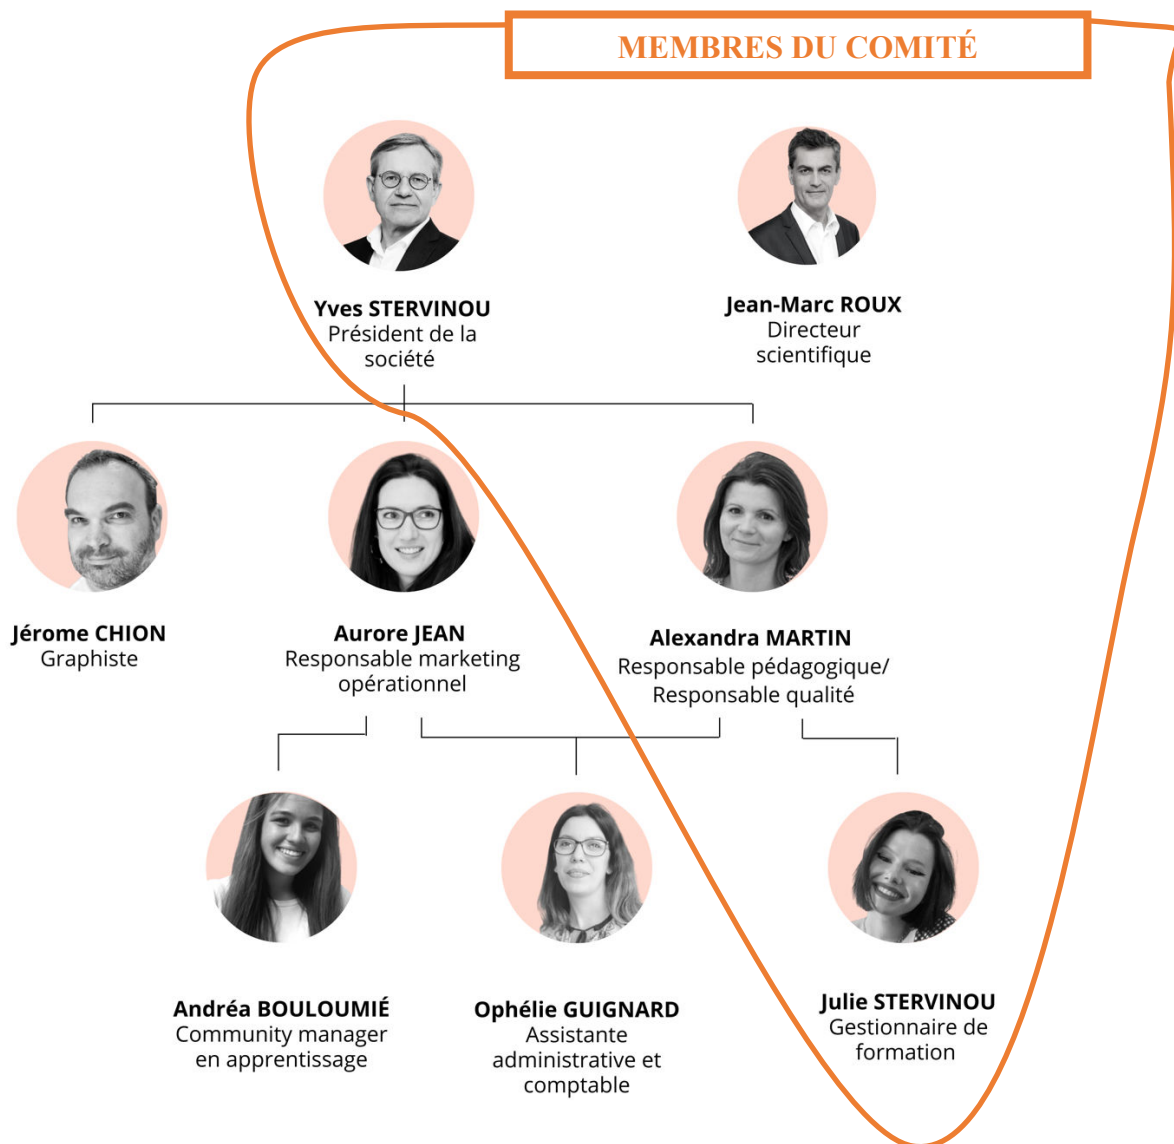 MEMBRES DU COMITÉ
Yves STERVINOU
Président de la
société
Jean-Marc ROUX
Directeur
scientifique
Jérome CHION
Graphiste
Aurore JEAN
Responsable marketing
opérationnel
Alexandra MARTIN
Responsable pédagogique/
Responsable qualité
Andréa BOULOUMIÉ
Community manager
en apprentissage
Ophélie GUIGNARD
Assistante
administrative et
comptable
Julie STERVINOU
Gestionnaire de
formation